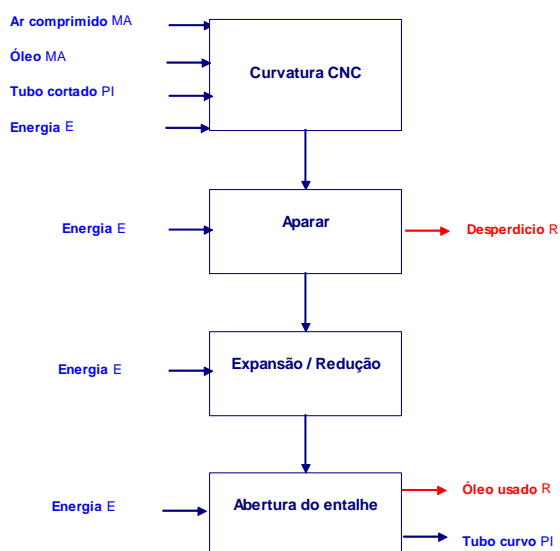 Ar comprimido MA
Óleo MA
Curvatura CNC
Tubo cortado PI
Energia E
Aparar
Energia E
Desperdicio R
Expansão / Redução
Energia E
Óleo usado R
Abertura do entalhe
Energia E
Tubo curvo PI